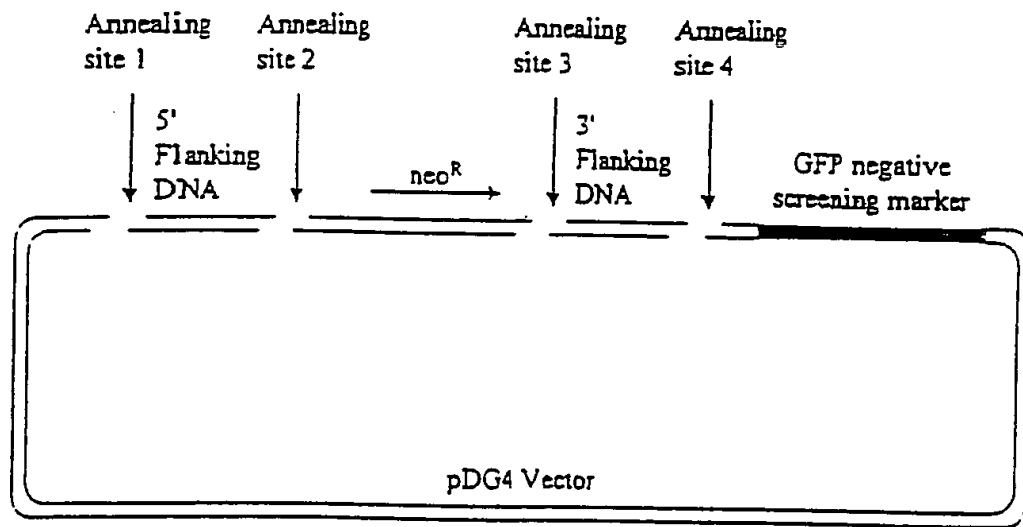 Annealing
site 1
Annealing
site 2
Annealing
site 3
Annealing
site 4
5'
Flanking
DNA
neoᴿ
3'
Flanking
DNA
GFP negative
screening marker
pDG4 Vector